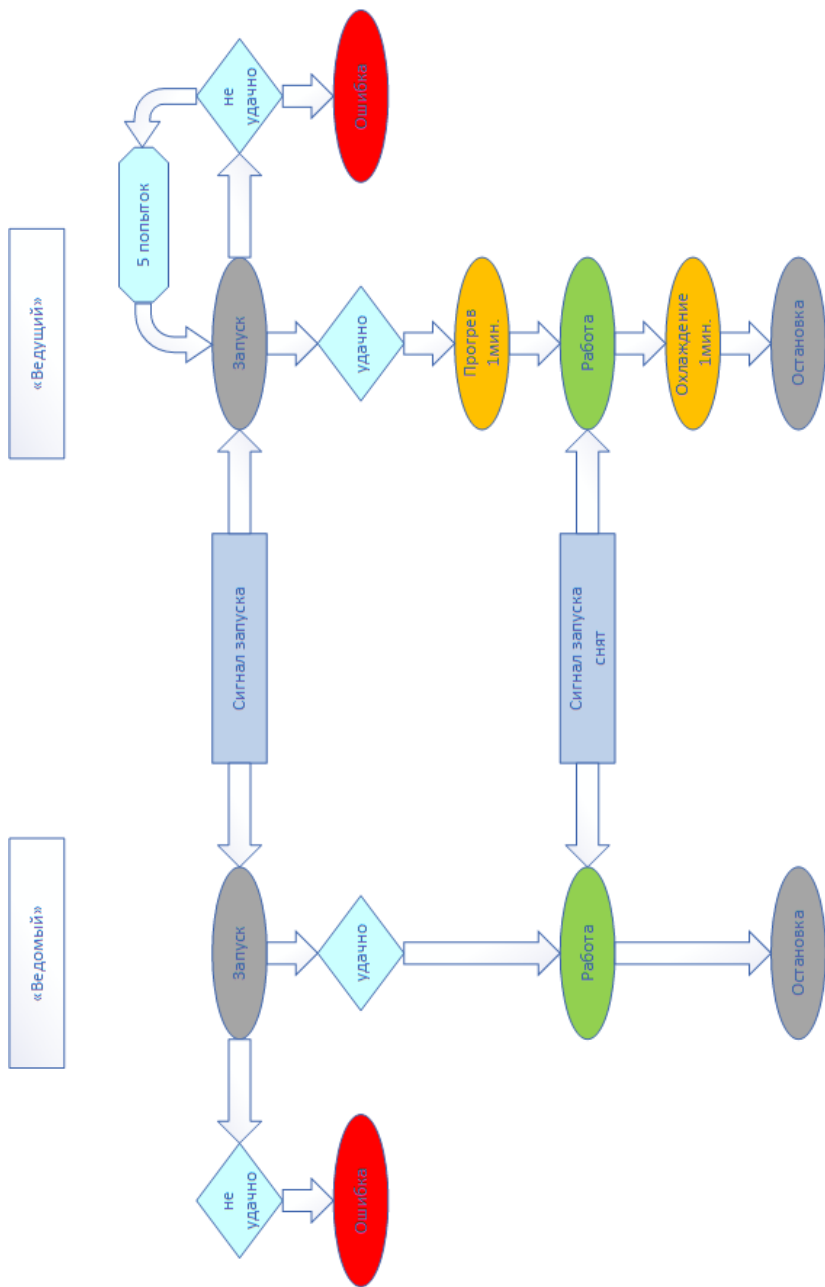 «Ведомый»
«Ведущий»
5 попыток
не
удачно
Запуск
Сигнал запуска
Запуск
не
удачно
Ошибка
удачно
удачно
Ошибка
Прогрев
1мин.
Работа
Сигнал запуска
снят
Работа
Охлаждение
1мин.
Остановка
Остановка